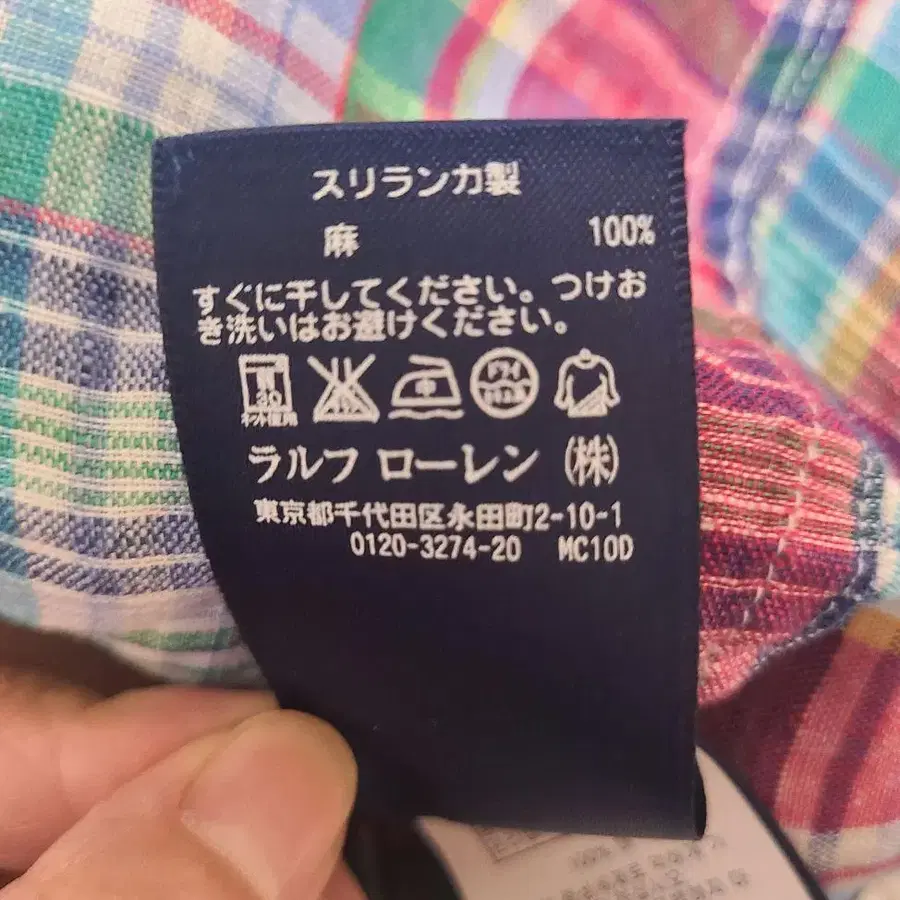 スリランカ製
麻 100%
すぐに干してください。つけお
き洗いはお避けください。
30
ネット使用
中
ドライ
ラルフ ローレン (株)
東京都千代田区永田町2-10-1
0120-3274-20 MC10D
100%